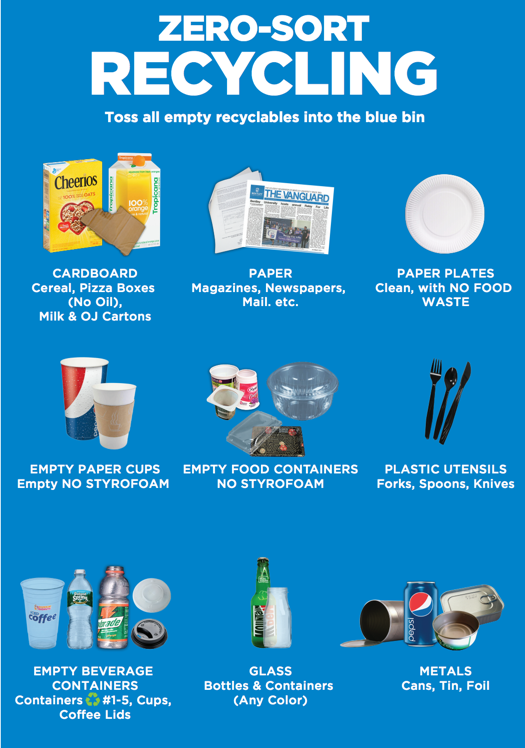 ZERO-SORT
RECYCLING
Toss all empty recyclables into the blue bin
Cheerios
100%
orange
Tropicana
Tropicana
THE VANGUARD
CARDBOARD
Cereal, Pizza Boxes
(No Oil),
Milk & OJ Cartons
PAPER
Magazines, Newspapers,
Mail. etc.
PAPER PLATES
Clean, with NO FOOD
WASTE
EMPTY PAPER CUPS
Empty NO STYROFOAM
EMPTY FOOD CONTAINERS
NO STYROFOAM
PLASTIC UTENSILS
Forks, Spoons, Knives
coffee
pepsi
EMPTY BEVERAGE
CONTAINERS
Containers #1-5, Cups,
Coffee Lids
GLASS
Bottles & Containers
(Any Color)
METALS
Cans, Tin, Foil